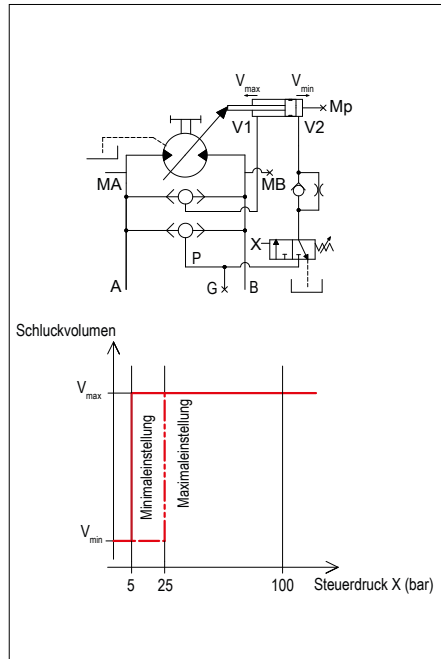 Vmax Vmin
Mp
V1 V2
MA MB
X
P
A G B
Schluckvolumen
Vmax
Minimaleinstellung
Maximaleinstellung
Vmin
5 25 100 Steuerdruck X (bar)